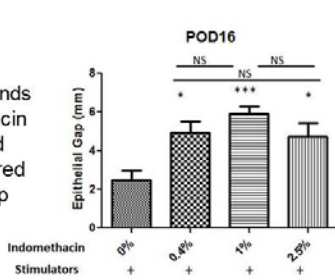 POD16
NS NS
NS
* *** *
nds
cin
d
red
p
Epithelial Gap (mm)
8
6
4
2
0
Indomethacin 0% 0.4% 1% 2.5%
Stimulators + + + +